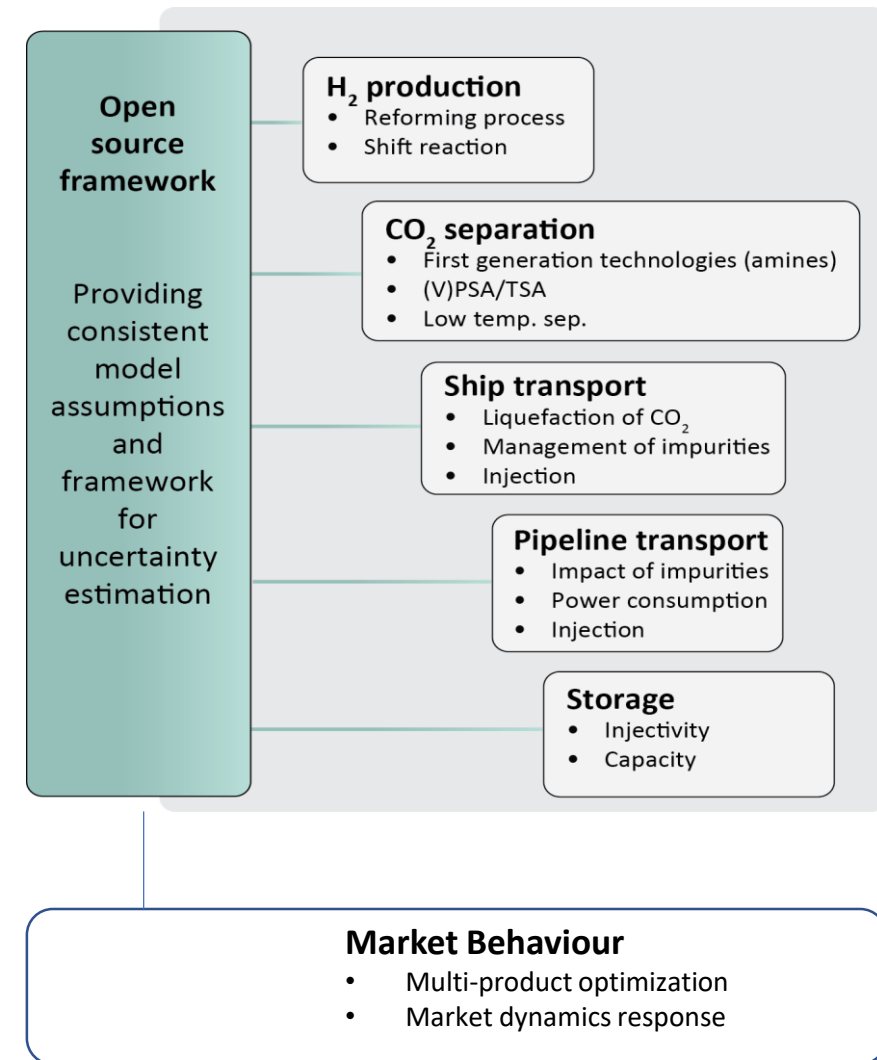 Open
source
framework
Providing
consistent
model
assumptions
and
framework
for
uncertainty
estimation
H₂ production
• Reforming process
• Shift reaction
CO₂ separation
• First generation technologies (amines)
• (V)PSA/TSA
• Low temp. sep.
Ship transport
• Liquefaction of CO₂
• Management of impurities
• Injection
Pipeline transport
• Impact of impurities
• Power consumption
• Injection
Storage
• Injectivity
• Capacity
Market Behaviour
• Multi-product optimization
• Market dynamics response